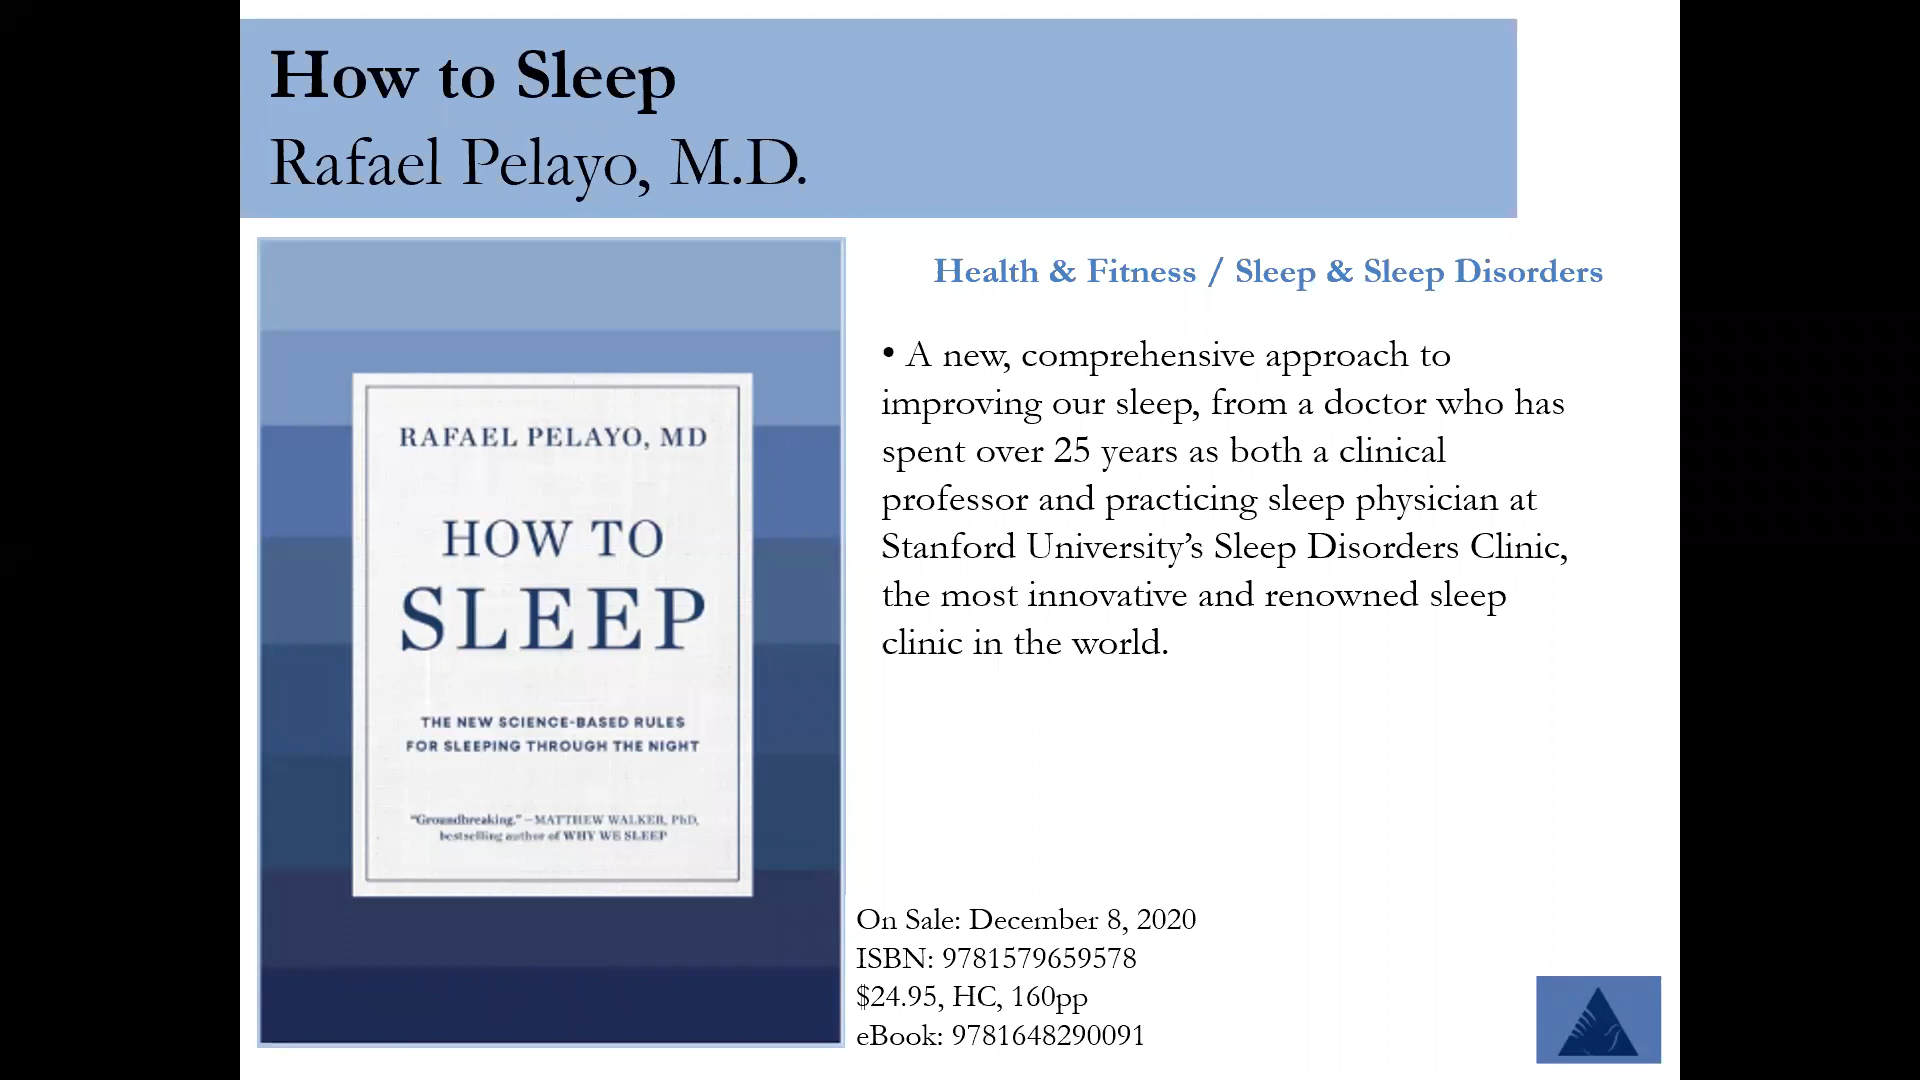 How to Sleep
Rafael Pelayo, M.D.
RAFAEL PELAYO, MD
HOW TO
SLEEP
THE NEW SCIENCE-BASED RULES
FOR SLEEPING THROUGH THE NIGHT
“Groundbreaking.” –MATTHEW WALKER, PhD,
bestselling author of WHY WE SLEEP
Health & Fitness / Sleep & Sleep Disorders
• A new, comprehensive approach to
improving our sleep, from a doctor who has
spent over 25 years as both a clinical
professor and practicing sleep physician at
Stanford University’s Sleep Disorders Clinic,
the most innovative and renowned sleep
clinic in the world.
On Sale: December 8, 2020
ISBN: 9781579659578
$24.95, HC, 160pp
eBook: 9781648290091